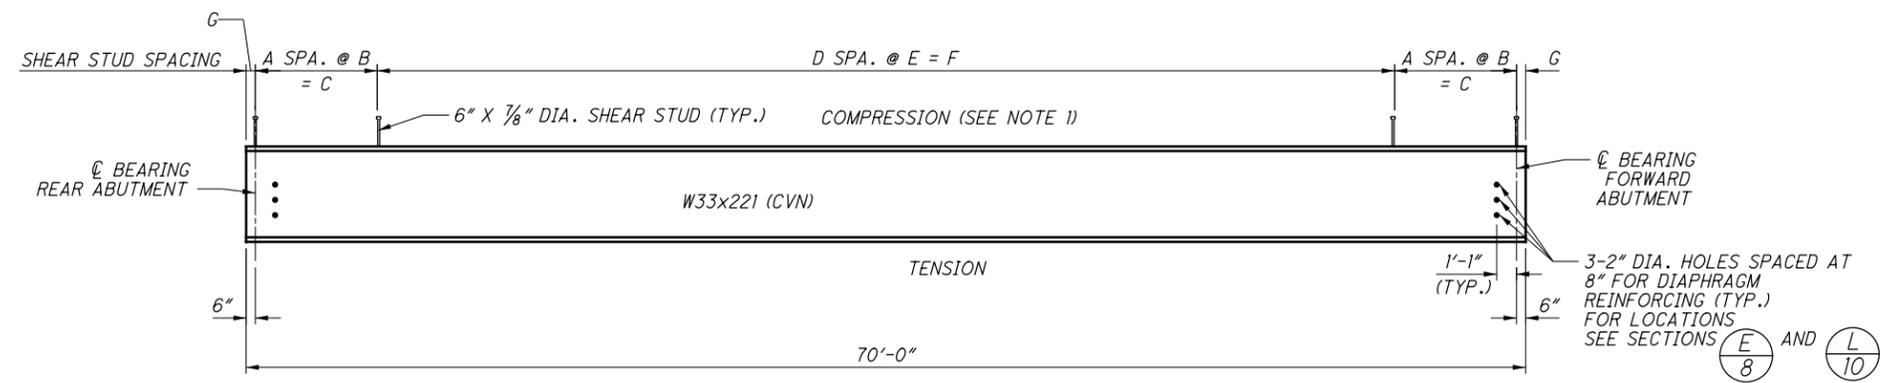 G
SHEAR STUD SPACING
A SPA. @ B
= C
D SPA. @ E = F
A SPA. @ B
= C
G
6" X 7/8" DIA. SHEAR STUD (TYP.)
COMPRESSION (SEE NOTE 1)
℄ BEARING
REAR ABUTMENT
W33x221 (CVN)
℄ BEARING
FORWARD
ABUTMENT
TENSION
1'-1"
(TYP.)
3-2" DIA. HOLES SPACED AT
8" FOR DIAPHRAGM
REINFORCING (TYP.)
FOR LOCATIONS
SEE SECTIONS E/8 AND L/10
6"
6"
70'-0"